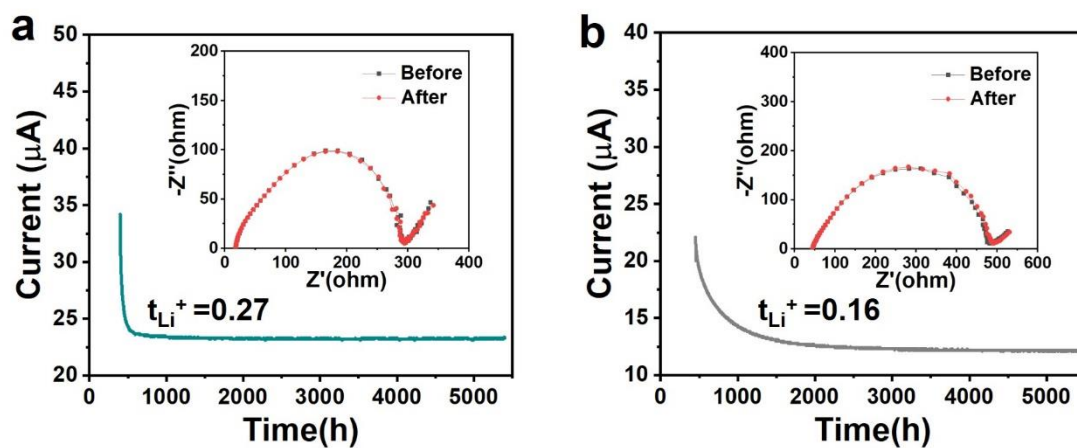 a
50
45
40
35
30
25
20
Current (μA)
0 1000 2000 3000 4000 5000
Time(h)
t_Li^+ =0.27
200
150
100
50
0
-Z''(ohm)
0 100 200 300 400
Z'(ohm)
Before
After
b
40
35
30
25
20
15
10
Current (μA)
0 1000 2000 3000 4000 5000
Time(h)
t_Li^+ =0.16
400
300
200
100
0
-Z''(ohm)
0 100 200 300 400 500 600
Z'(ohm)
Before
After